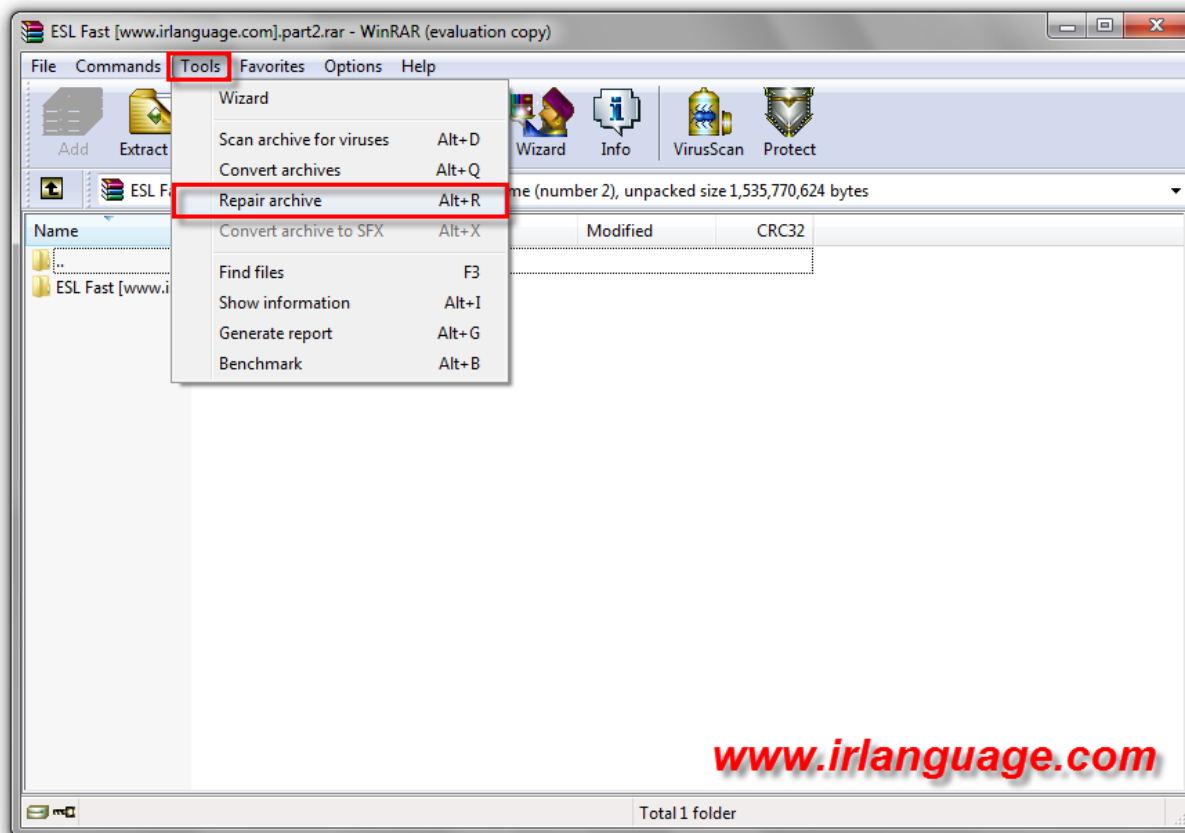 ESL Fast [www.irlanguage.com].part2.rar - WinRAR (evaluation copy)
File Commands Tools Favorites Options Help
Wizard
Scan archive for viruses Alt+D
Convert archives Alt+Q
Repair archive Alt+R
Convert archive to SFX Alt+X
Find files F3
Show information Alt+I
Generate report Alt+G
Benchmark Alt+B
Add Extract Wizard Info VirusScan Protect
ESL (number 2), unpacked size 1,535,770,624 bytes
Name Modified CRC32
..
ESL Fast [www.i
www.irlanguage.com
Total 1 folder